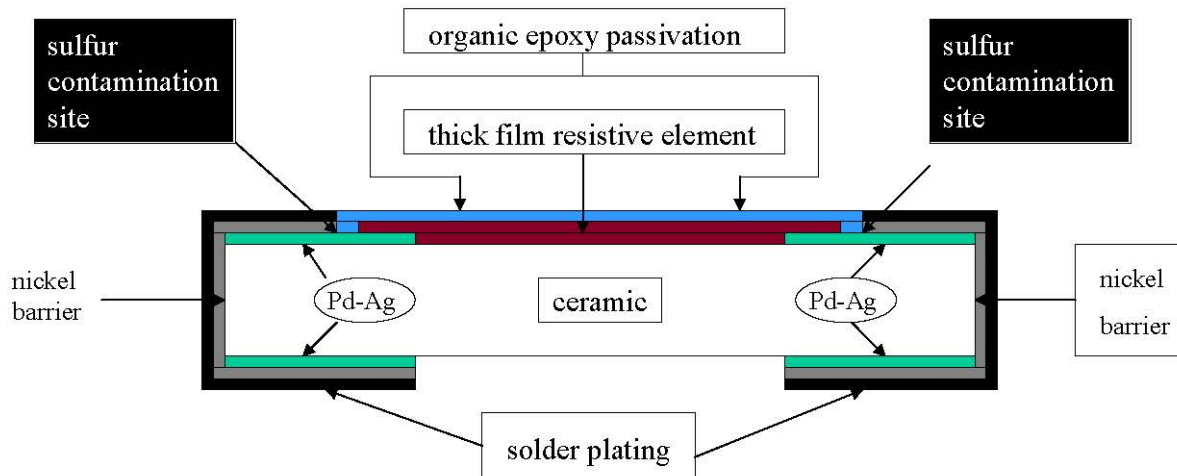 sulfur
contamination
site
organic epoxy passivation
sulfur
contamination
site
thick film resistive element
nickel
barrier
Pd-Ag
ceramic
Pd-Ag
nickel
barrier
solder plating